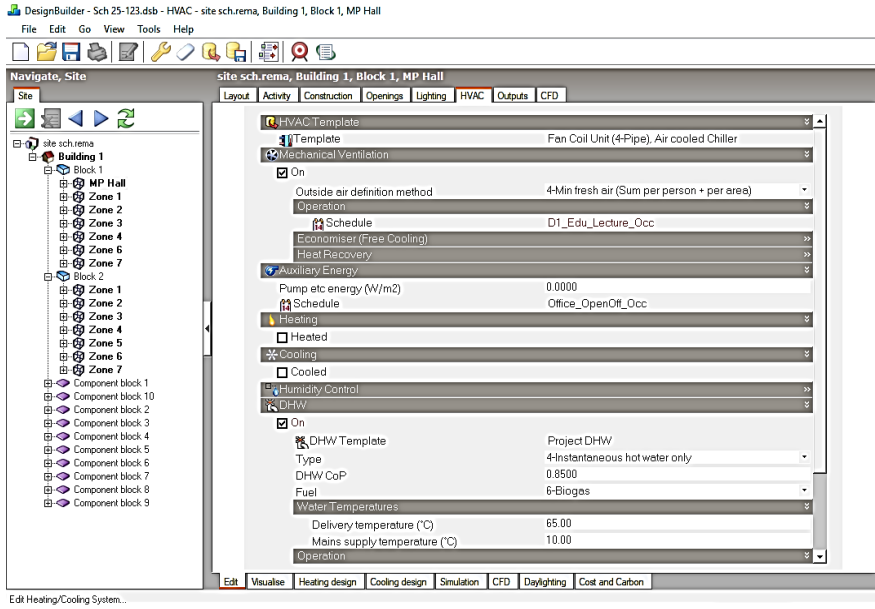 DesignBuilder - Sch 25-123.dsb - HVAC - site sch.rema, Building 1, Block 1, MP Hall
File Edit Go View Tools Help
Navigate, Site
site sch.rema, Building 1, Block 1, MP Hall
Site
Layout Activity Construction Openings Lighting HVAC Outputs CFD
site sch.rema
Building 1
Block 1
MP Hall
Zone 1
Zone 2
Zone 3
Zone 4
Zone 6
Zone 7
Block 2
Zone 1
Zone 2
Zone 3
Zone 4
Zone 5
Zone 6
Zone 7
Component block 1
Component block 10
Component block 2
Component block 3
Component block 4
Component block 5
Component block 6
Component block 7
Component block 8
Component block 9
HVAC Template
Template Fan Coil Unit (4-Pipe), Air cooled Chiller
Mechanical Ventilation
On
Outside air definition method 4-Min fresh air (Sum per person + per area)
Operation
Schedule D1_Edu_Lecture_Occ
Economiser (Free Cooling)
Heat Recovery
Auxiliary Energy
Pump etc energy (W/m2) 0.0000
Schedule Office_OpenOff_Occ
Heating
Heated
Cooling
Cooled
Humidity Control
DHW
On
DHW Template Project DHW
Type 4-Instantaneous hot water only
DHW CoP 0.8500
Fuel 6-Biogas
Water Temperatures
Delivery temperature (°C) 65.00
Mains supply temperature (°C) 10.00
Operation
Edit Visualise Heating design Cooling design Simulation CFD Daylighting Cost and Carbon
Edit Heating/Cooling System...